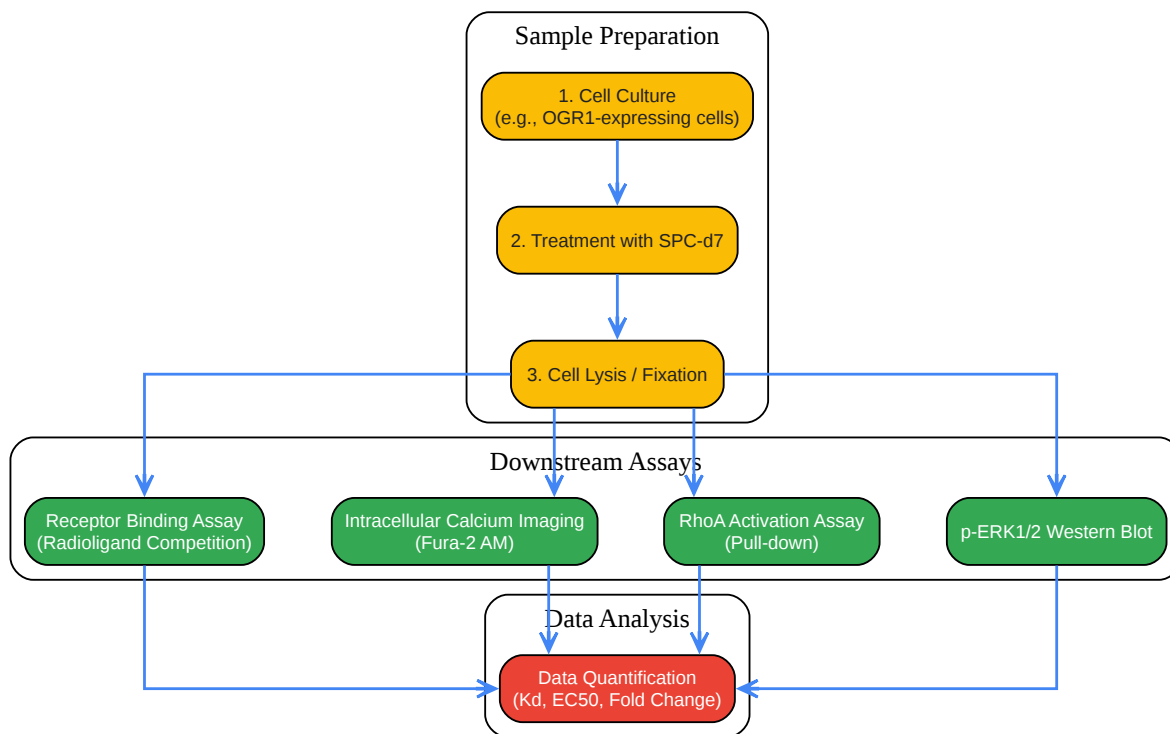 Sample Preparation
1. Cell Culture
(e.g., OGR1-expressing cells)
2. Treatment with SPC-d7
3. Cell Lysis / Fixation
Downstream Assays
Receptor Binding Assay
(Radioligand Competition)
Intracellular Calcium Imaging
(Fura-2 AM)
RhoA Activation Assay
(Pull-down)
p-ERK1/2 Western Blot
Data Analysis
Data Quantification
(Kd, EC50, Fold Change)